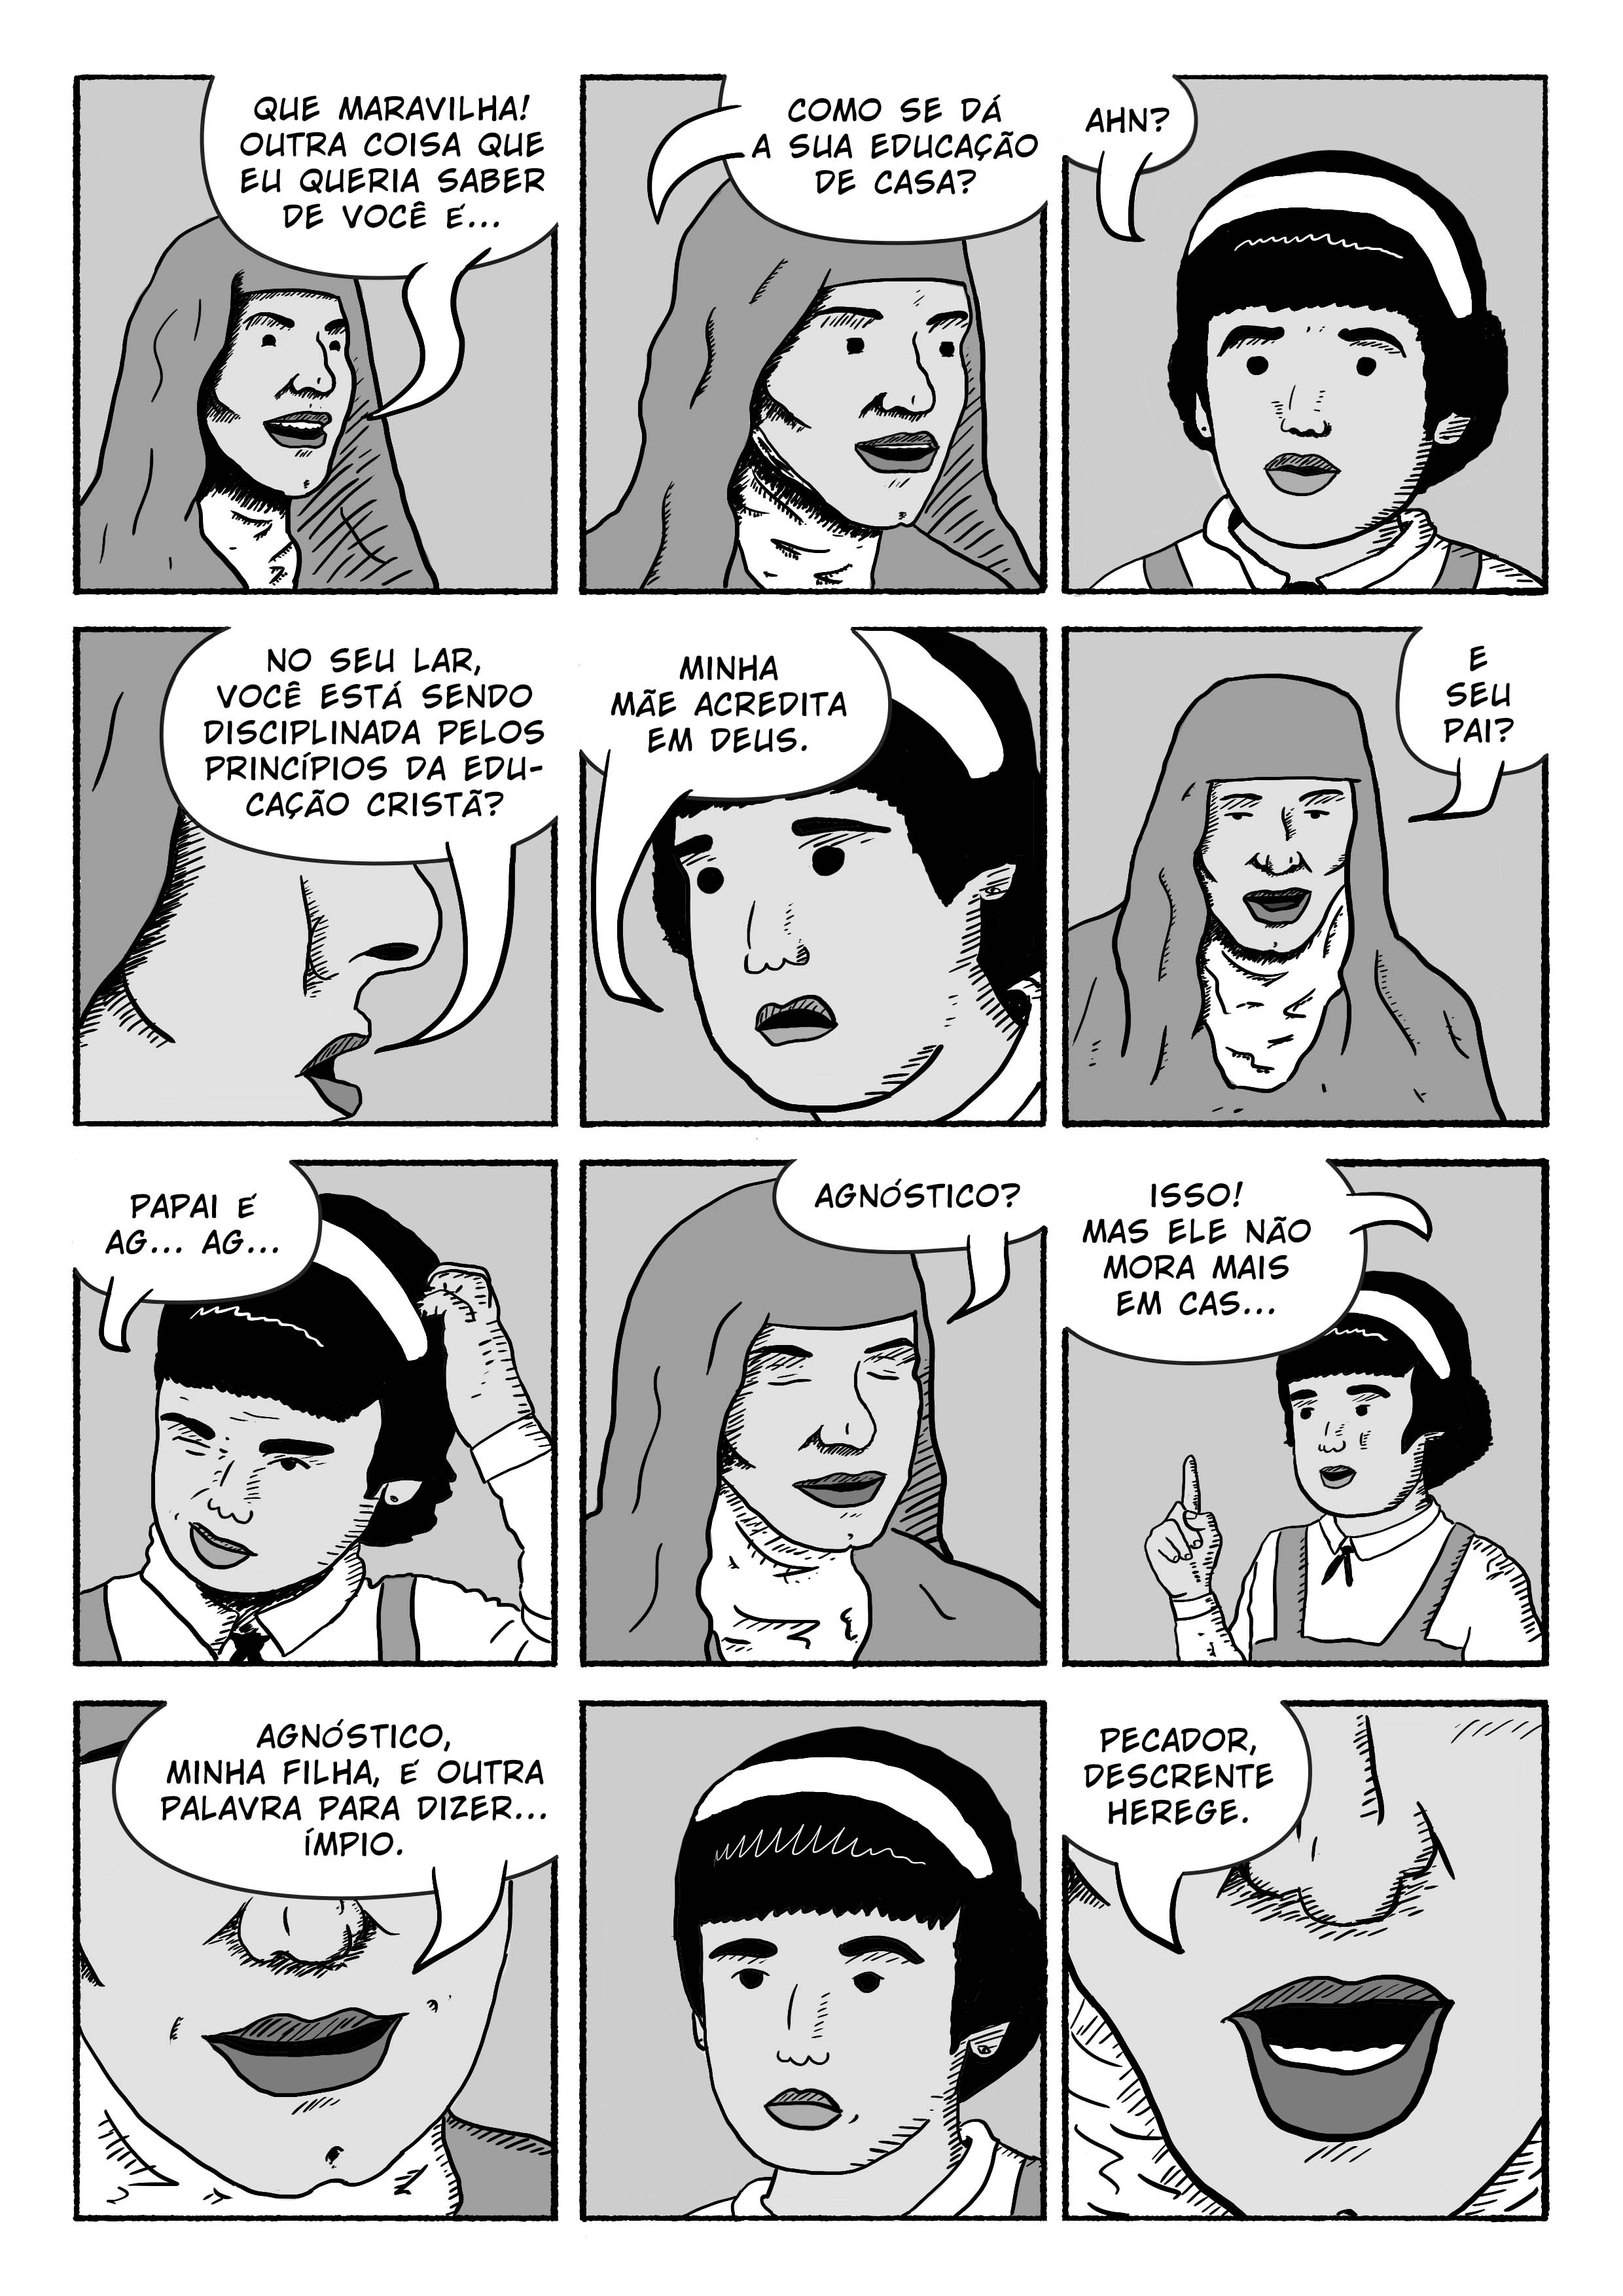 QUE MARAVILHA!
OUTRA COISA QUE
EU QUERIA SABER
DE VOCÊ É...
COMO SE DÁ
A SUA EDUCAÇÃO
DE CASA?
AHN?
NO SEU LAR,
VOCÊ ESTÁ SENDO
DISCIPLINADA PELOS
PRINCÍPIOS DA EDU-
CAÇÃO CRISTÃ?
MINHA
MÃE ACREDITA
EM DEUS.
E
SEU
PAI?
PAPAI É
AG... AG...
AGNÓSTICO?
ISSO!
MAS ELE NÃO
MORA MAIS
EM CAS...
AGNÓSTICO,
MINHA FILHA, É OUTRA
PALAVRA PARA DIZER...
ÍMPIO.
PECADOR,
DESCRENTE
HEREGE.